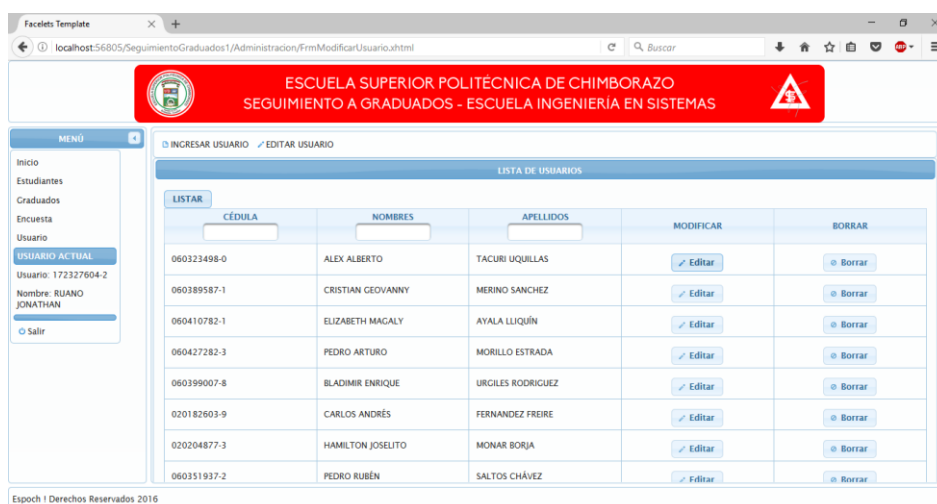 Facelets Template
localhost:56805/SeguimientoGraduados1/Administracion/FrmModificarUsuario.xhtml
Buscar
ABP
ESCUELA SUPERIOR POLITÉCNICA DE CHIMBORAZO
SEGUIMIENTO A GRADUADOS - ESCUELA INGENIERÍA EN SISTEMAS
MENÚ
Inicio
Estudiantes
Graduados
Encuesta
Usuario
USUARIO ACTUAL
Usuario: 172327604-2
Nombre: RUANO
JONATHAN
Salir
INGRESAR USUARIO EDITAR USUARIO
LISTA DE USUARIOS
LISTAR
CÉDULA NOMBRES APELLIDOS MODIFICAR BORRAR
060323498-0 ALEX ALBERTO TACURI UQUILLAS Editar Borrar
060389587-1 CRISTIAN GEOVANNY MERINO SANCHEZ Editar Borrar
060410782-1 ELIZABETH MAGALY AYALA LLIQUÍN Editar Borrar
060427282-3 PEDRO ARTURO MORILLO ESTRADA Editar Borrar
060399007-8 BLADIMIR ENRIQUE URGILES RODRIGUEZ Editar Borrar
020182603-9 CARLOS ANDRÉS FERNANDEZ FREIRE Editar Borrar
020204877-3 HAMILTON JOSELITO MONAR BORJA Editar Borrar
060351937-2 PEDRO RUBÉN SALTOS CHÁVEZ Editar Borrar
Espoch ! Derechos Reservados 2016